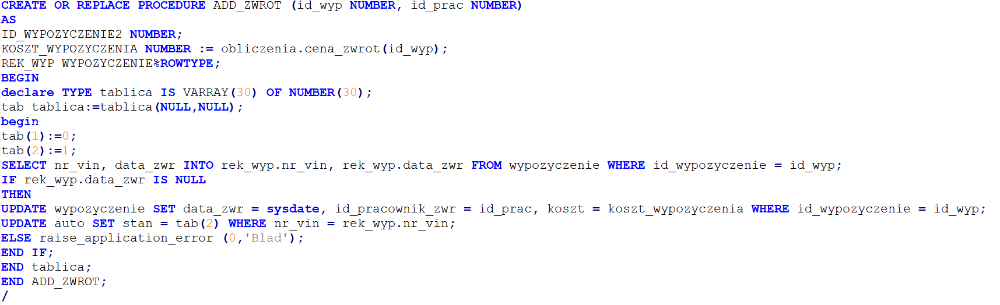 CREATE OR REPLACE PROCEDURE ADD_ZWROT (id_wyp NUMBER, id_prac NUMBER)
AS
ID_WYPOZYCZENIE2 NUMBER;
KOSZT_WYPOZYCZENIA NUMBER := obliczenia.cena_zwrot(id_wyp);
REK_WYP WYPOZYCZENIE%ROWTYPE;
BEGIN
declare TYPE tablica IS VARRAY(30) OF NUMBER(30);
tab tablica:=tablica(NULL,NULL);
begin
tab(1):=0;
tab(2):=1;
SELECT nr_vin, data_zwr INTO rek_wyp.nr_vin, rek_wyp.data_zwr FROM wypozyczenie WHERE id_wypozyczenie = id_wyp;
IF rek_wyp.data_zwr IS NULL
THEN
UPDATE wypozyczenie SET data_zwr = sysdate, id_pracownik_zwr = id_prac, koszt = koszt_wypozyczenia WHERE id_wypozyczenie = id_wyp;
UPDATE auto SET stan = tab(2) WHERE nr_vin = rek_wyp.nr_vin;
ELSE raise_application_error (0,'Blad');
END IF;
END tablica;
END ADD_ZWROT;
/